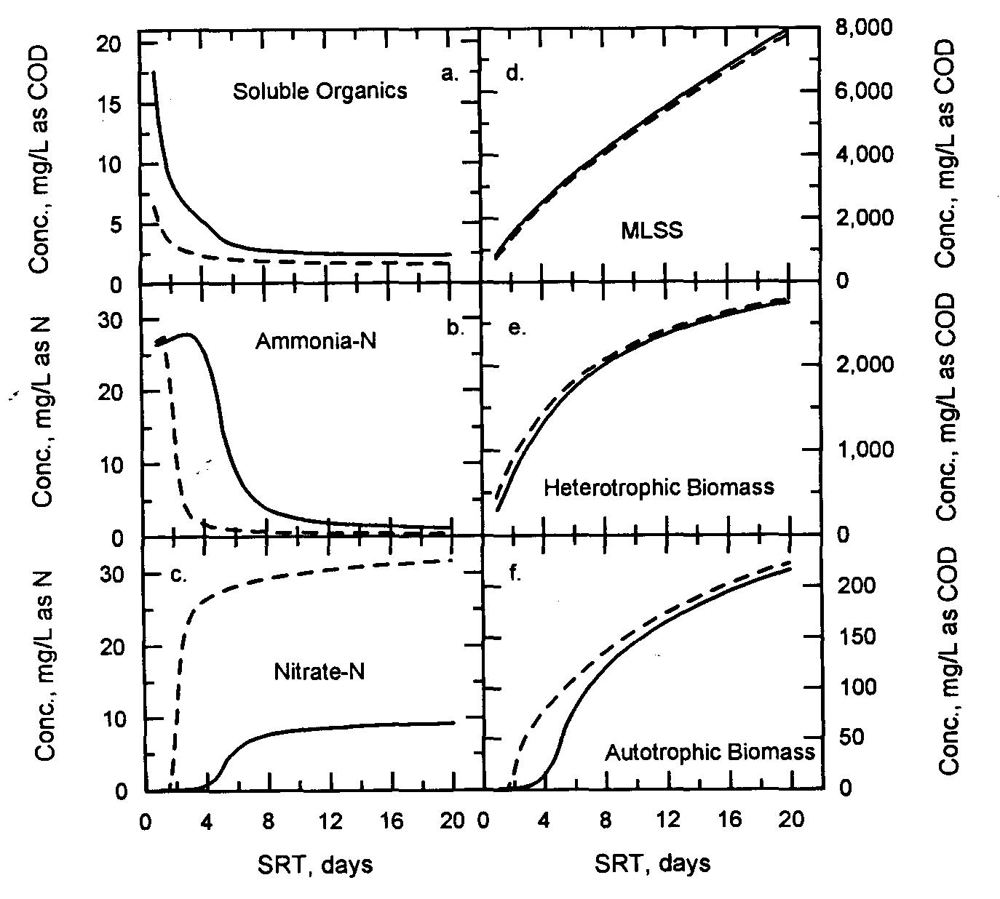 20
15
10
5
0
Conc., mg/L as COD
a.
Soluble Organics
d.
MLSS
8,000
6,000
4,000
2,000
0
Conc., mg/L as COD
30
20
10
0
Conc., mg/L as N
b.
Ammonia-N
e.
Heterotrophic Biomass
2,000
1,000
0
Conc., mg/L as COD
30
20
10
0
Conc., mg/L as N
c.
Nitrate-N
f.
Autotrophic Biomass
200
150
100
50
0
Conc., mg/L as COD
0 4 8 12 16 20
0 4 8 12 16 20
SRT, days
SRT, days